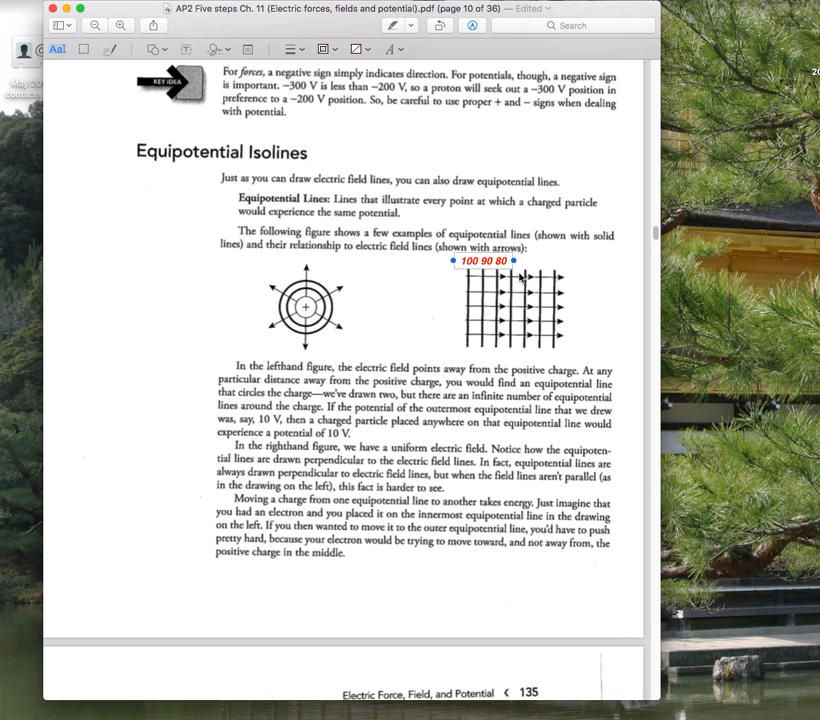 AP2 Five steps Ch. 11 (Electric forces, fields and potential).pdf (page 10 of 36) — Edited
Search
AaI
T
A
20
May 20
contacts
KEY IDEA
For forces, a negative sign simply indicates direction. For potentials, though, a negative sign
is important. −300 V is less than −200 V, so a proton will seek out a −300 V position in
preference to a −200 V position. So, be careful to use proper + and − signs when dealing
with potential.
Equipotential Isolines
Just as you can draw electric field lines, you can also draw equipotential lines.
Equipotential Lines: Lines that illustrate every point at which a charged particle
would experience the same potential.
The following figure shows a few examples of equipotential lines (shown with solid
lines) and their relationship to electric field lines (shown with arrows):
100 90 80
+
In the lefthand figure, the electric field points away from the positive charge. At any
particular distance away from the positive charge, you would find an equipotential line
that circles the charge—we've drawn two, but there are an infinite number of equipotential
lines around the charge. If the potential of the outermost equipotential line that we drew
was, say, 10 V, then a charged particle placed anywhere on that equipotential line would
experience a potential of 10 V.
In the righthand figure, we have a uniform electric field. Notice how the equipoten-
tial lines are drawn perpendicular to the electric field lines. In fact, equipotential lines are
always drawn perpendicular to electric field lines, but when the field lines aren't parallel (as
in the drawing on the left), this fact is harder to see.
Moving a charge from one equipotential line to another takes energy. Just imagine that
you had an electron and you placed it on the innermost equipotential line in the drawing
on the left. If you then wanted to move it to the outer equipotential line, you'd have to push
pretty hard, because your electron would be trying to move toward, and not away from, the
positive charge in the middle.
Electric Force, Field, and Potential ‹ 135